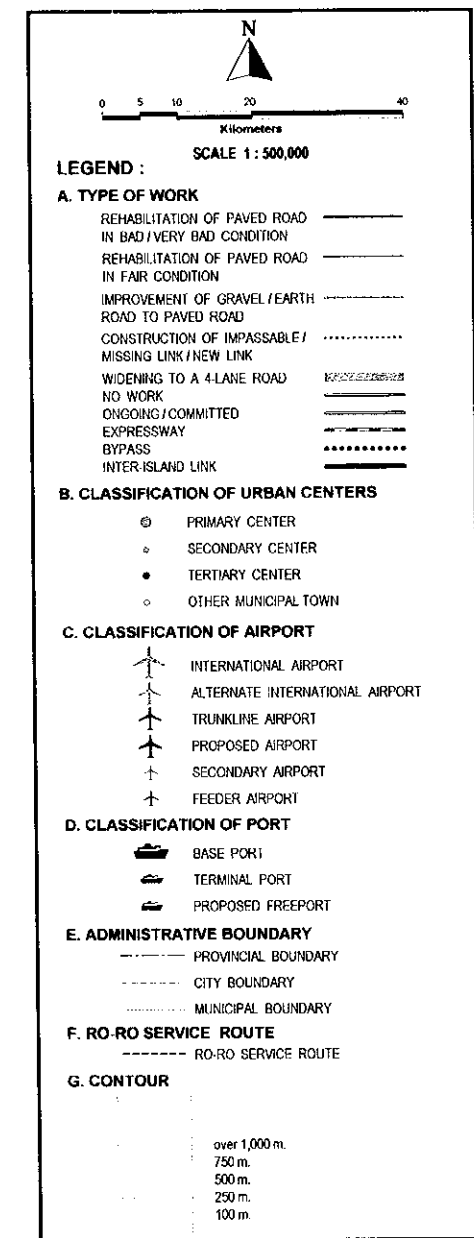 N
0 5 10 20 40
Kilometers
SCALE 1 : 500,000
LEGEND :
A. TYPE OF WORK
REHABILITATION OF PAVED ROAD
IN BAD / VERY BAD CONDITION
REHABILITATION OF PAVED ROAD
IN FAIR CONDITION
IMPROVEMENT OF GRAVEL / EARTH
ROAD TO PAVED ROAD
CONSTRUCTION OF IMPASSABLE /
MISSING LINK / NEW LINK
WIDENING TO A 4-LANE ROAD
NO WORK
ONGOING / COMMITTED
EXPRESSWAY
BYPASS
INTER-ISLAND LINK
B. CLASSIFICATION OF URBAN CENTERS
PRIMARY CENTER
SECONDARY CENTER
TERTIARY CENTER
OTHER MUNICIPAL TOWN
C. CLASSIFICATION OF AIRPORT
INTERNATIONAL AIRPORT
ALTERNATE INTERNATIONAL AIRPORT
TRUNKLINE AIRPORT
PROPOSED AIRPORT
SECONDARY AIRPORT
FEEDER AIRPORT
D. CLASSIFICATION OF PORT
BASE PORT
TERMINAL PORT
PROPOSED FREEPORT
E. ADMINISTRATIVE BOUNDARY
PROVINCIAL BOUNDARY
CITY BOUNDARY
MUNICIPAL BOUNDARY
F. RO-RO SERVICE ROUTE
RO-RO SERVICE ROUTE
G. CONTOUR
over 1,000 m.
750 m.
500 m.
250 m.
100 m.